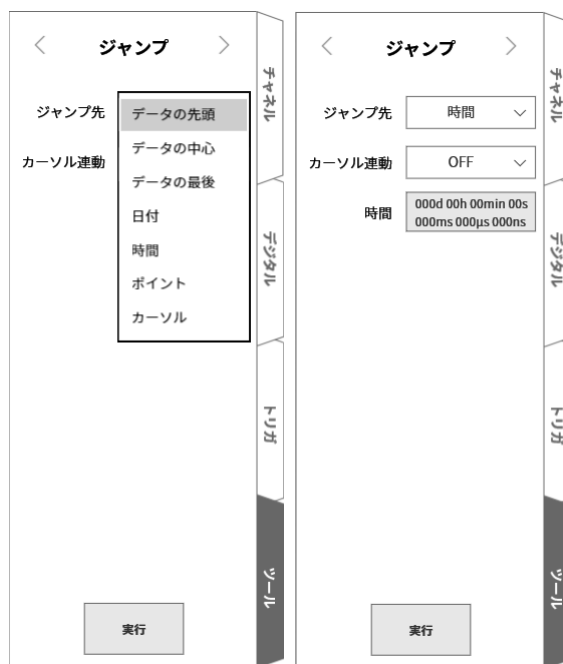 ジャンプ
ジャンプ先
データの先頭
データの中心
データの最後
日付
時間
ポイント
カーソル
カーソル連動
実行
チャネル
デジタル
トリガ
ツール
ジャンプ
ジャンプ先
時間
カーソル連動
OFF
時間
000d 00h 00min 00s
000ms 000μs 000ns
実行
チャネル
デジタル
トリガ
ツール